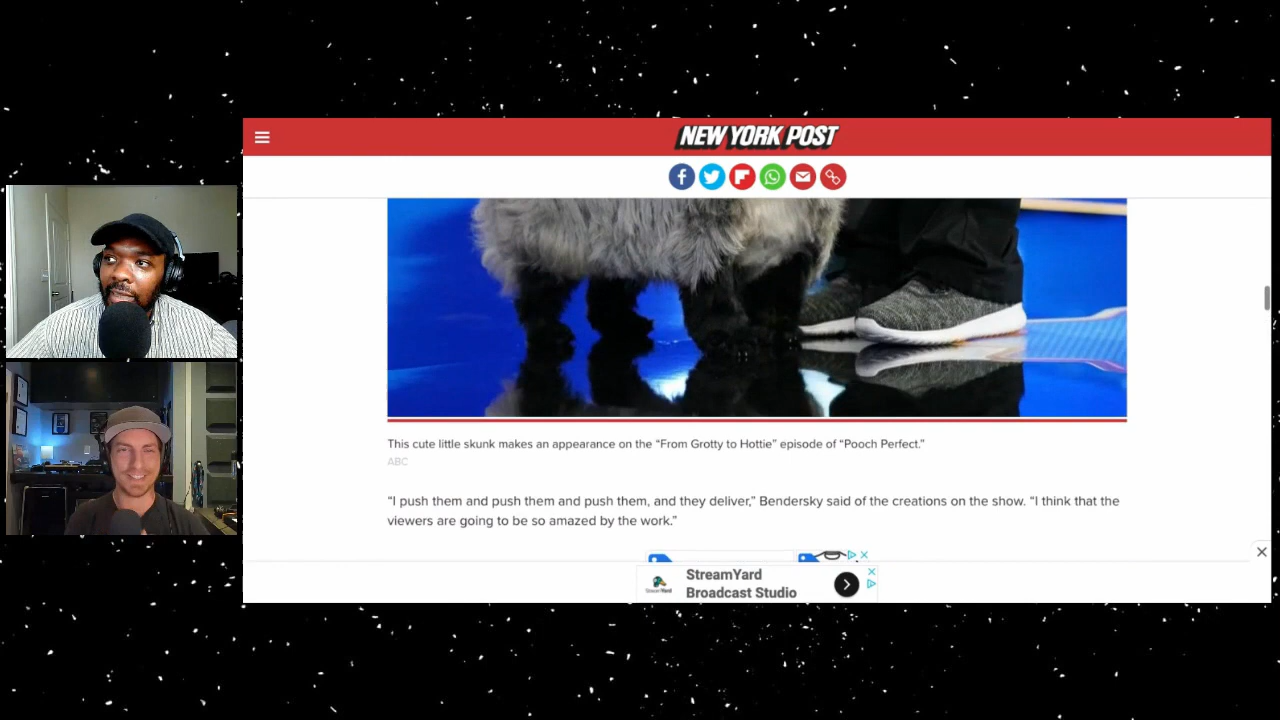 NEW YORK POST
This cute little skunk makes an appearance on the “From Grotty to Hottie” episode of “Pooch Perfect.”
ABC
“I push them and push them and push them, and they deliver,” Bendersky said of the creations on the show. “I think that the
viewers are going to be so amazed by the work.”
StreamYard
StreamYard
Broadcast Studio